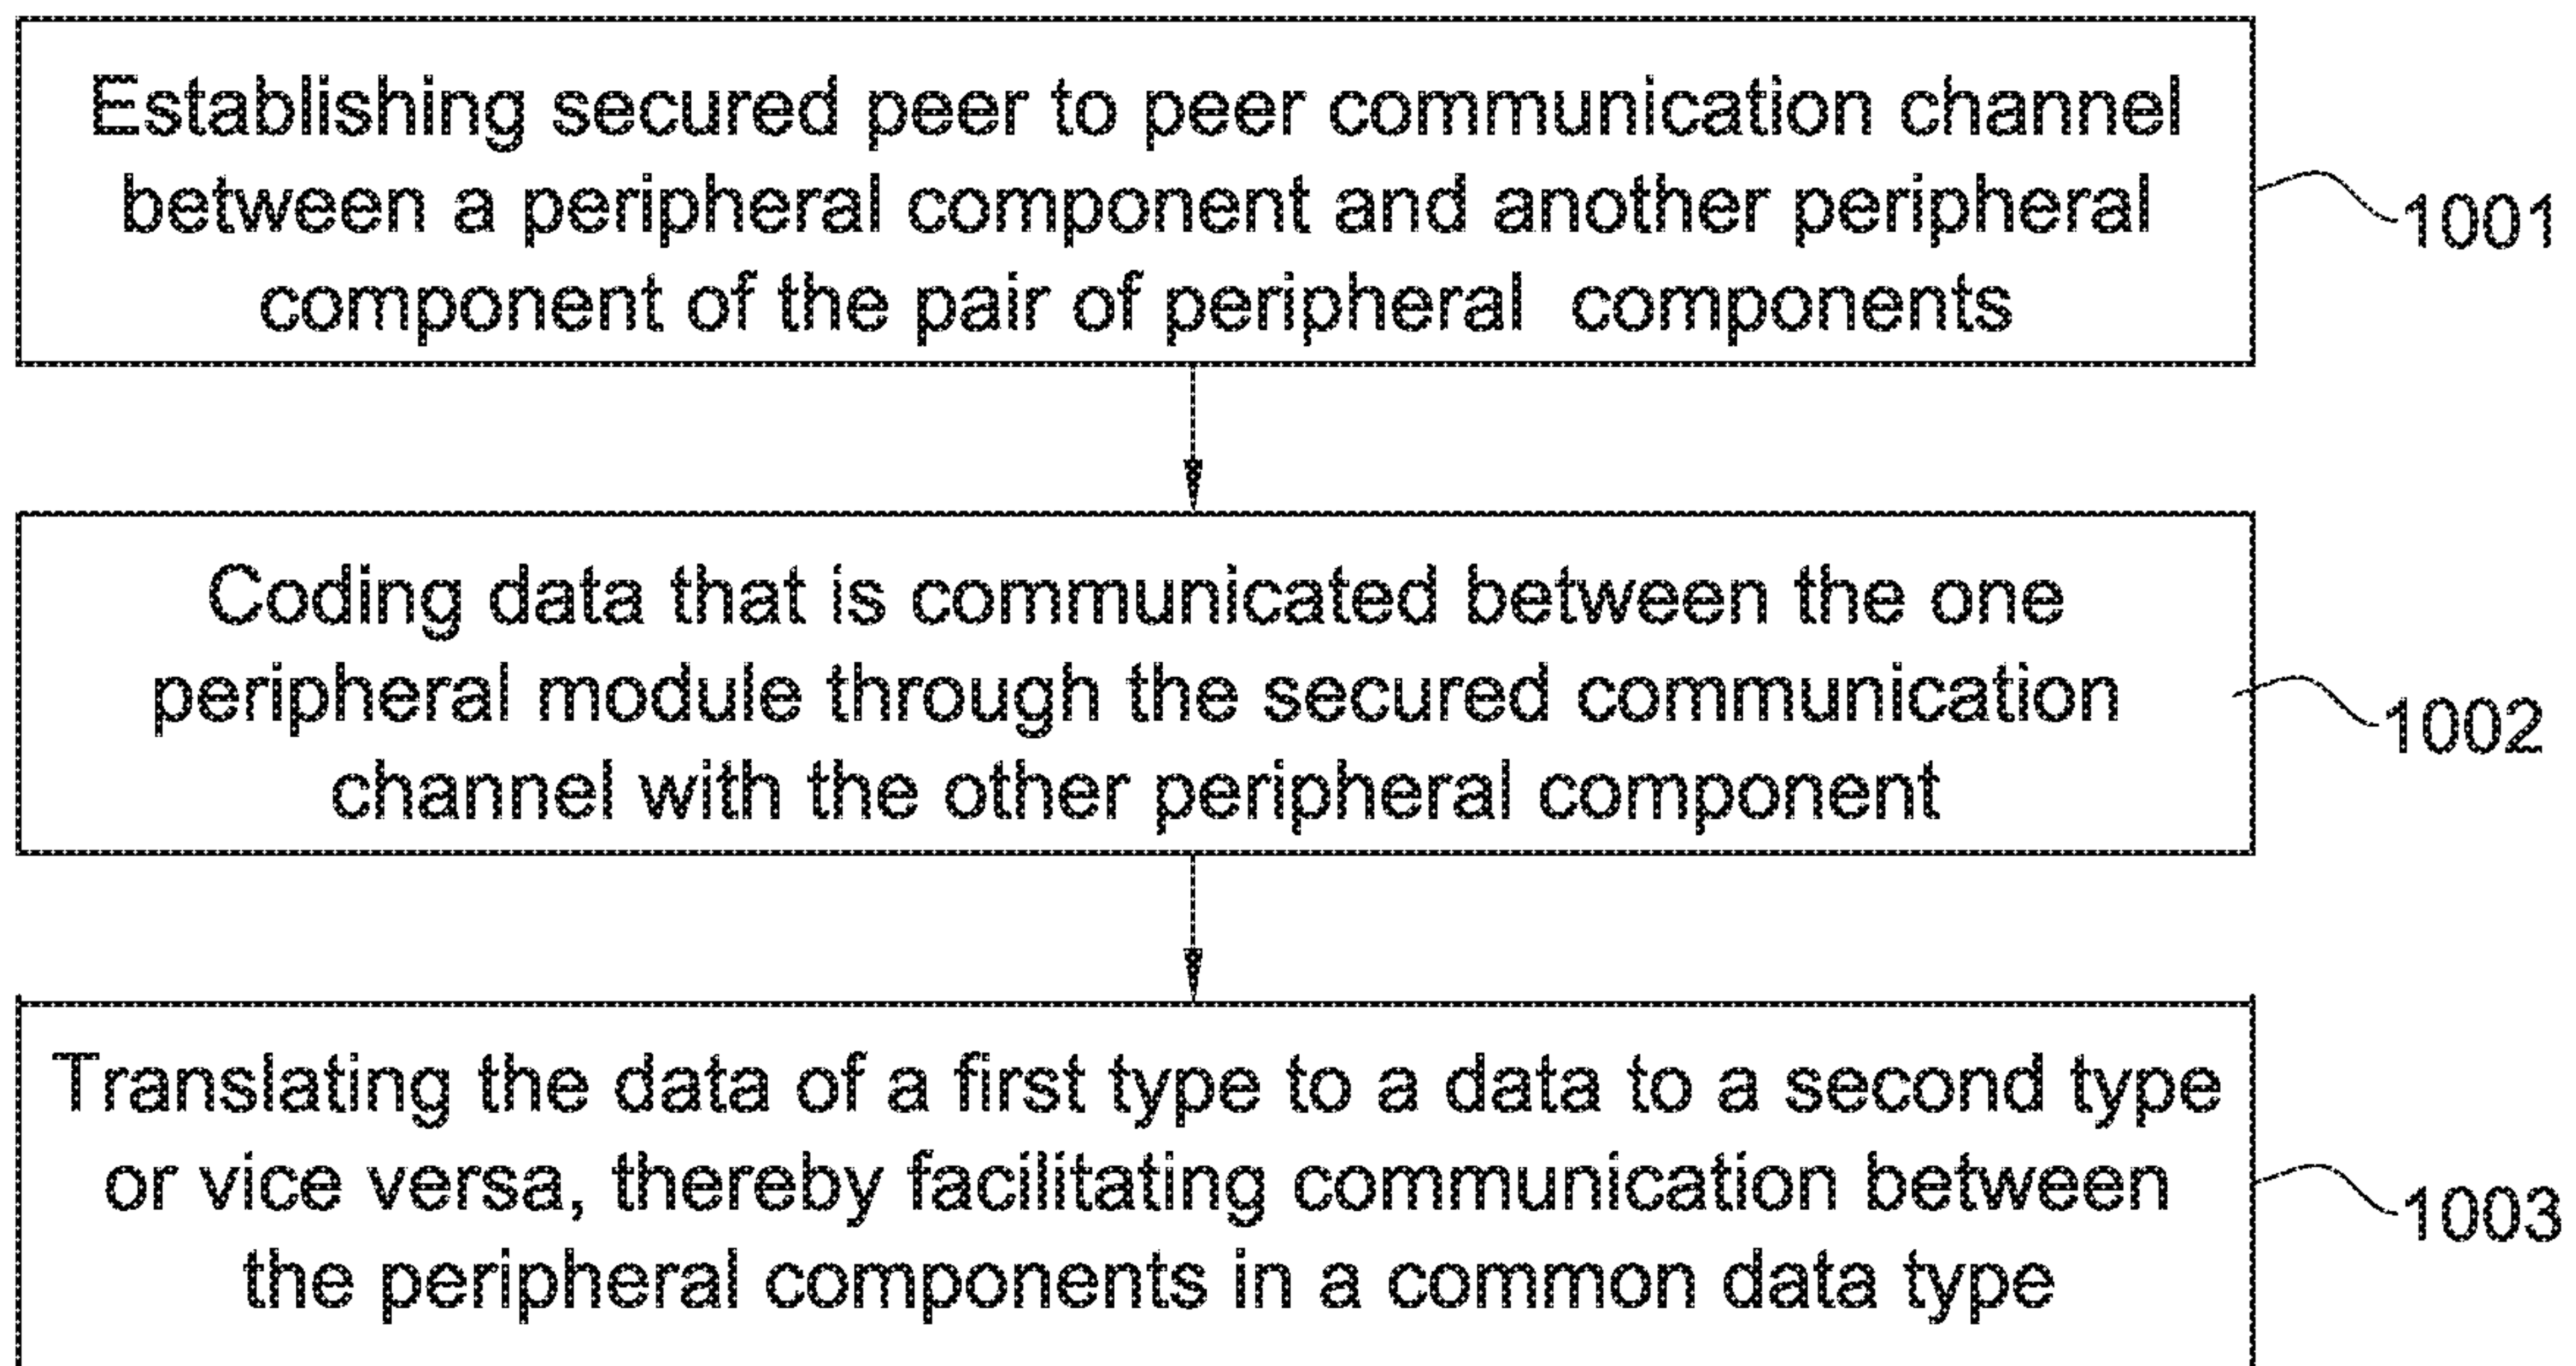 Establishing secured peer to peer communication channel
between a peripheral component and another peripheral
component of the pair of peripheral components
1001
Coding data that is communicated between the one
peripheral module through the secured communication
channel with the other peripheral component
1002
Translating the data of a first type to a data to a second type
or vice versa, thereby facilitating communication between
the peripheral components in a common data type
1003